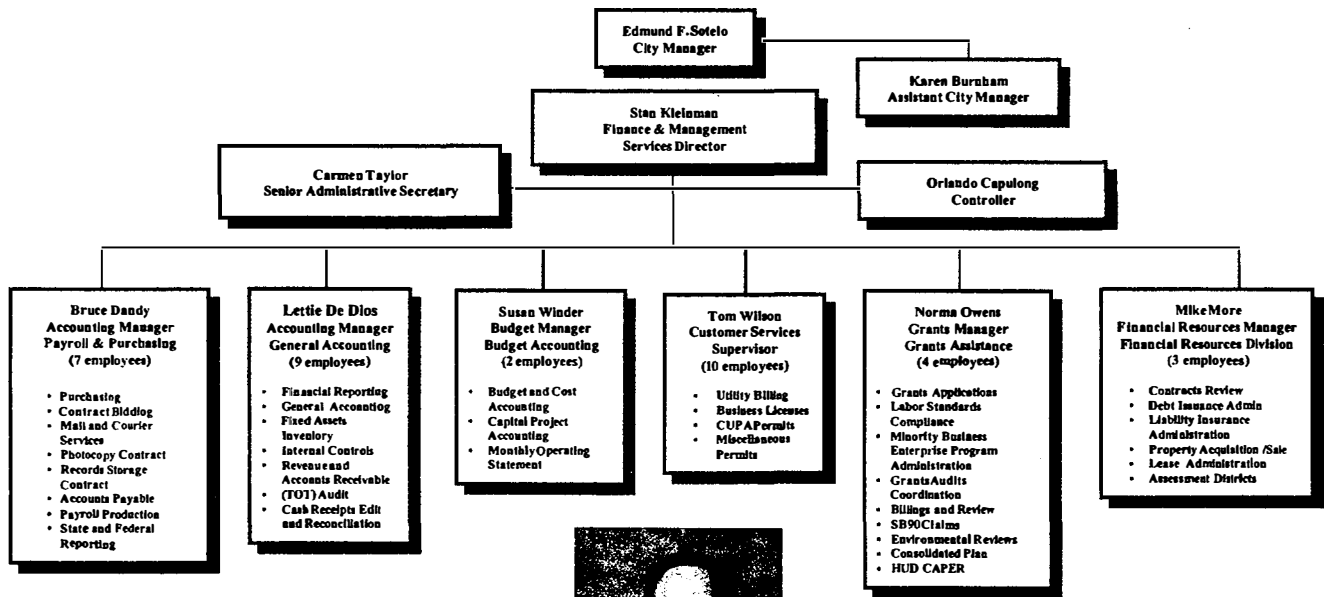 Edmund F. Sotelo
City Manager
Karen Burnham
Assistant City Manager
Stan Kleinman
Finance & Management
Services Director
Carmen Taylor
Senior Administrative Secretary
Orlando Capulong
Controller
Bruce Dandy
Accounting Manager
Payroll & Purchasing
(7 employees)
• Purchasing
• Contract Bidding
• Mail and Courier
Services
• Photocopy Contract
• Records Storage
Contract
• Accounts Payable
• Payroll Production
• State and Federal
Reporting
Lettie De Dios
Accounting Manager
General Accounting
(9 employees)
• Financial Reporting
• General Accounting
• Fixed Assets
Inventory
• Internal Controls
• Revenue and
Accounts Receivable
• (TOT) Audit
• Cash Receipts Edit
and Reconciliation
Susan Winder
Budget Manager
Budget Accounting
(2 employees)
• Budget and Cost
Accounting
• Capital Project
Accounting
• Monthly Operating
Statement
Tom Wilson
Customer Services
Supervisor
(10 employees)
• Utility Billing
• Business Licenses
• CUPA Permits
• Miscellaneous
Permits
Norma Owens
Grants Manager
Grants Assistance
(4 employees)
• Grants Applications
• Labor Standards
Compliance
• Minority Business
Enterprise Program
Administration
• Grants Audits
Coordination
• Billings and Review
• SB90 Claims
• Environmental Reviews
• Consolidated Plan
• HUD CAPER
Mike More
Financial Resources Manager
Financial Resources Division
(3 employees)
• Contracts Review
• Debt Issuance Admin
• Liability Insurance
Administration
• Property Acquisition /Sale
• Lease Administration
• Assessment Districts